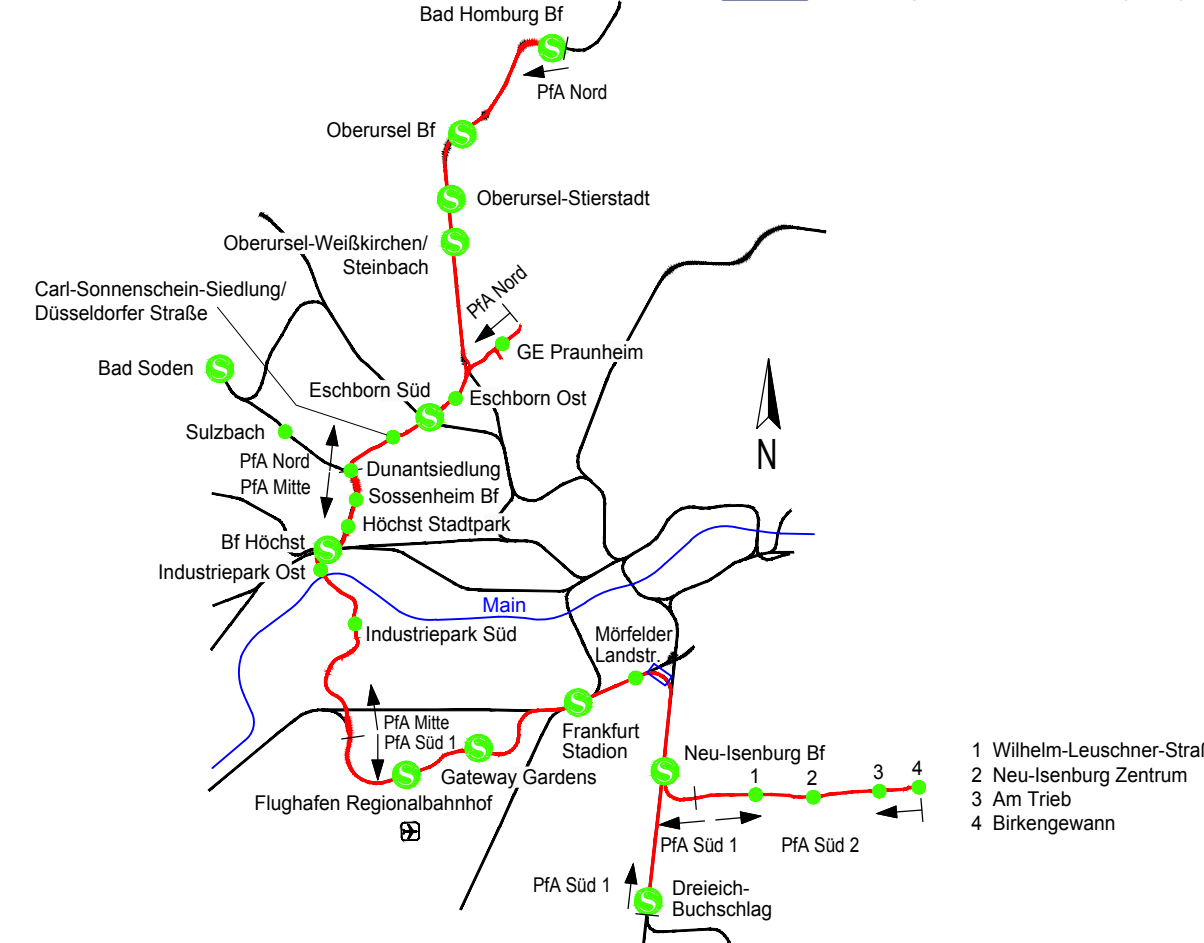 Bad Homburg Bf
PfA Nord
Oberursel Bf
Oberursel-Stierstadt
Oberursel-Weißkirchen/
Steinbach
PfA Nord
Carl-Sonnenschein-Siedlung/
Düsseldorfer Straße
GE Praunheim
Bad Soden
Eschborn Süd
Eschborn Ost
Sulzbach
PfA Nord
PfA Mitte
Dunantsiedlung
Sossenheim Bf
Höchst Stadtpark
Bf Höchst
Industriepark Ost
N
Main
Industriepark Süd
Mörfelder
Landstr.
PfA Mitte
PfA Süd 1
Frankfurt
Stadion
Gateway Gardens
Flughafen Regionalbahnhof
Neu-Isenburg Bf
1
2
3
4
PfA Süd 1
PfA Süd 2
1 Wilhelm-Leuschner-Stra
2 Neu-Isenburg Zentrum
3 Am Trieb
4 Birkengewann
PfA Süd 1
Dreieich-
Buchschlag
S
S
S
S
S
S
S
S
S
S
S
S